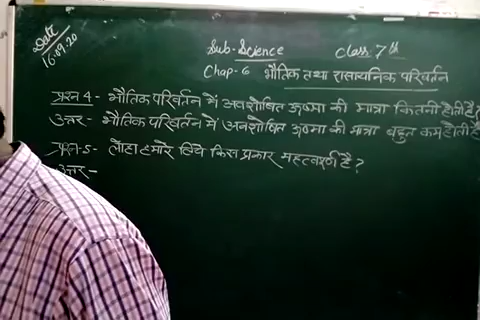 Date
16.09.20
Sub-Science Class:-7th
Chap-6 भौतिक तथा रासायनिक परिवर्तन
प्रश्न 4- भौतिक परिवर्तन में अवशोषित ऊष्मा की मात्रा कितनी होती है?
उत्तर- भौतिक परिवर्तन में अवशोषित ऊष्मा की मात्रा बहुत कम होती है
प्रश्न-5- लोहा हमारे लिये किस प्रकार महत्वपूर्ण है?
उत्तर-